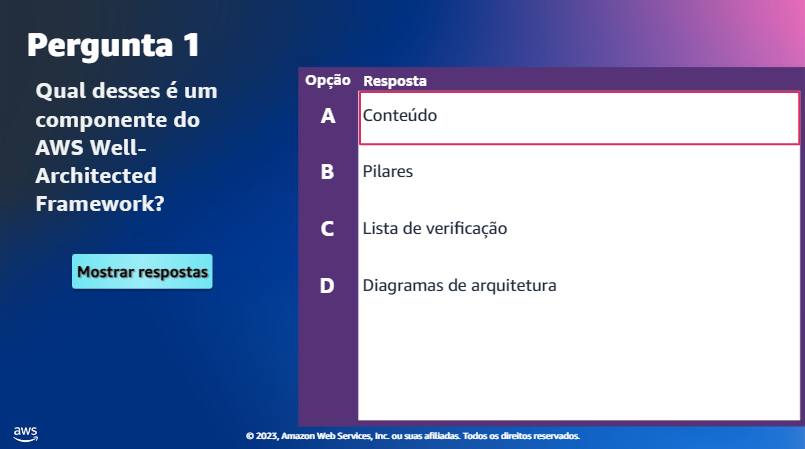 Pergunta 1
Qual desses é um
componente do
AWS Well-
Architected
Framework?
Mostrar respostas
Opção Resposta
A Conteúdo
B Pilares
C Lista de verificação
D Diagramas de arquitetura
aws
© 2023, Amazon Web Services, Inc. ou suas afiliadas. Todos os direitos reservados.